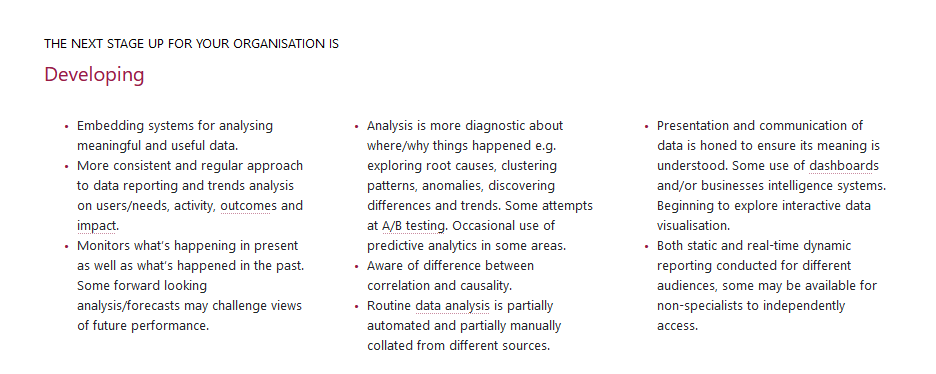 THE NEXT STAGE UP FOR YOUR ORGANISATION IS
Developing
• Embedding systems for analysing
meaningful and useful data.
• More consistent and regular approach
to data reporting and trends analysis
on users/needs, activity, outcomes and
impact.
• Monitors what's happening in present
as well as what's happened in the past.
Some forward looking
analysis/forecasts may challenge views
of future performance.
• Analysis is more diagnostic about
where/why things happened e.g.
exploring root causes, clustering
patterns, anomalies, discovering
differences and trends. Some attempts
at A/B testing. Occasional use of
predictive analytics in some areas.
• Aware of difference between
correlation and causality.
• Routine data analysis is partially
automated and partially manually
collated from different sources.
• Presentation and communication of
data is honed to ensure its meaning is
understood. Some use of dashboards
and/or businesses intelligence systems.
Beginning to explore interactive data
visualisation.
• Both static and real-time dynamic
reporting conducted for different
audiences, some may be available for
non-specialists to independently
access.